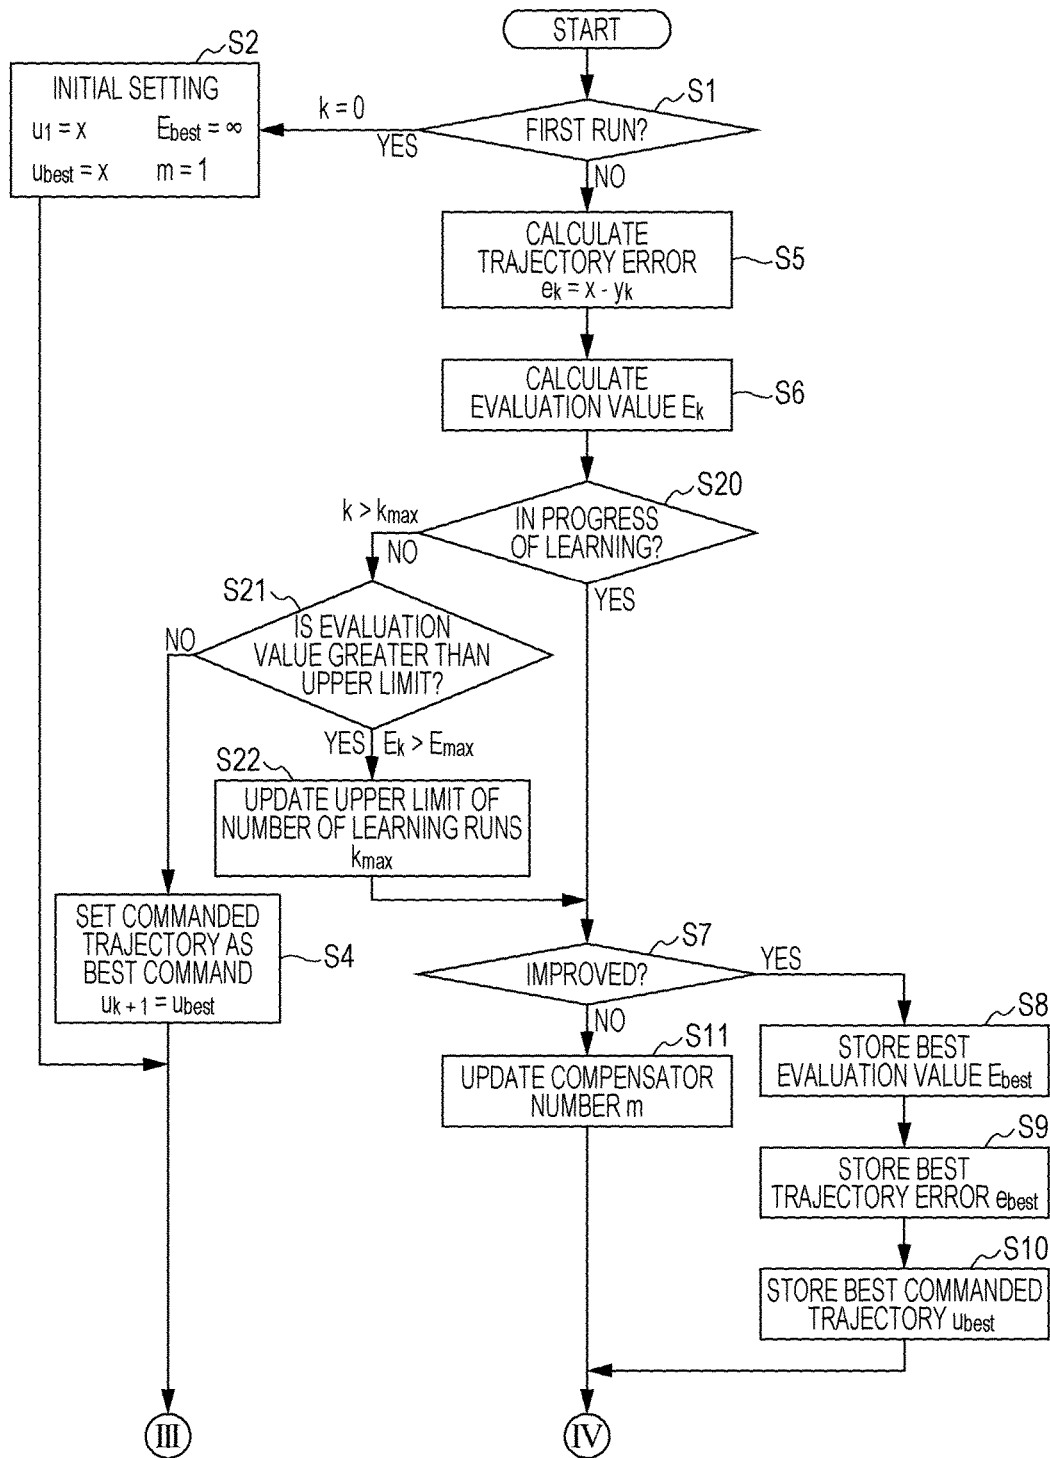 START
S2
INITIAL SETTING
u1 = x Ebest = ∞
ubest = x m = 1
k = 0
YES
S1
FIRST RUN?
NO
CALCULATE
TRAJECTORY ERROR
ek = x - yk
S5
CALCULATE
EVALUATION VALUE Ek
S6
S20
k > kmax
NO
IN PROGRESS
OF LEARNING?
YES
S21
NO
IS EVALUATION
VALUE GREATER THAN
UPPER LIMIT?
YES Ek > Emax
S22
UPDATE UPPER LIMIT OF
NUMBER OF LEARNING RUNS
kmax
SET COMMANDED
TRAJECTORY AS
BEST COMMAND
uk + 1 = ubest
S4
S7
IMPROVED?
YES
NO
S11
UPDATE COMPENSATOR
NUMBER m
S8
STORE BEST
EVALUATION VALUE Ebest
S9
STORE BEST
TRAJECTORY ERROR ebest
S10
STORE BEST COMMANDED
TRAJECTORY ubest
III
IV